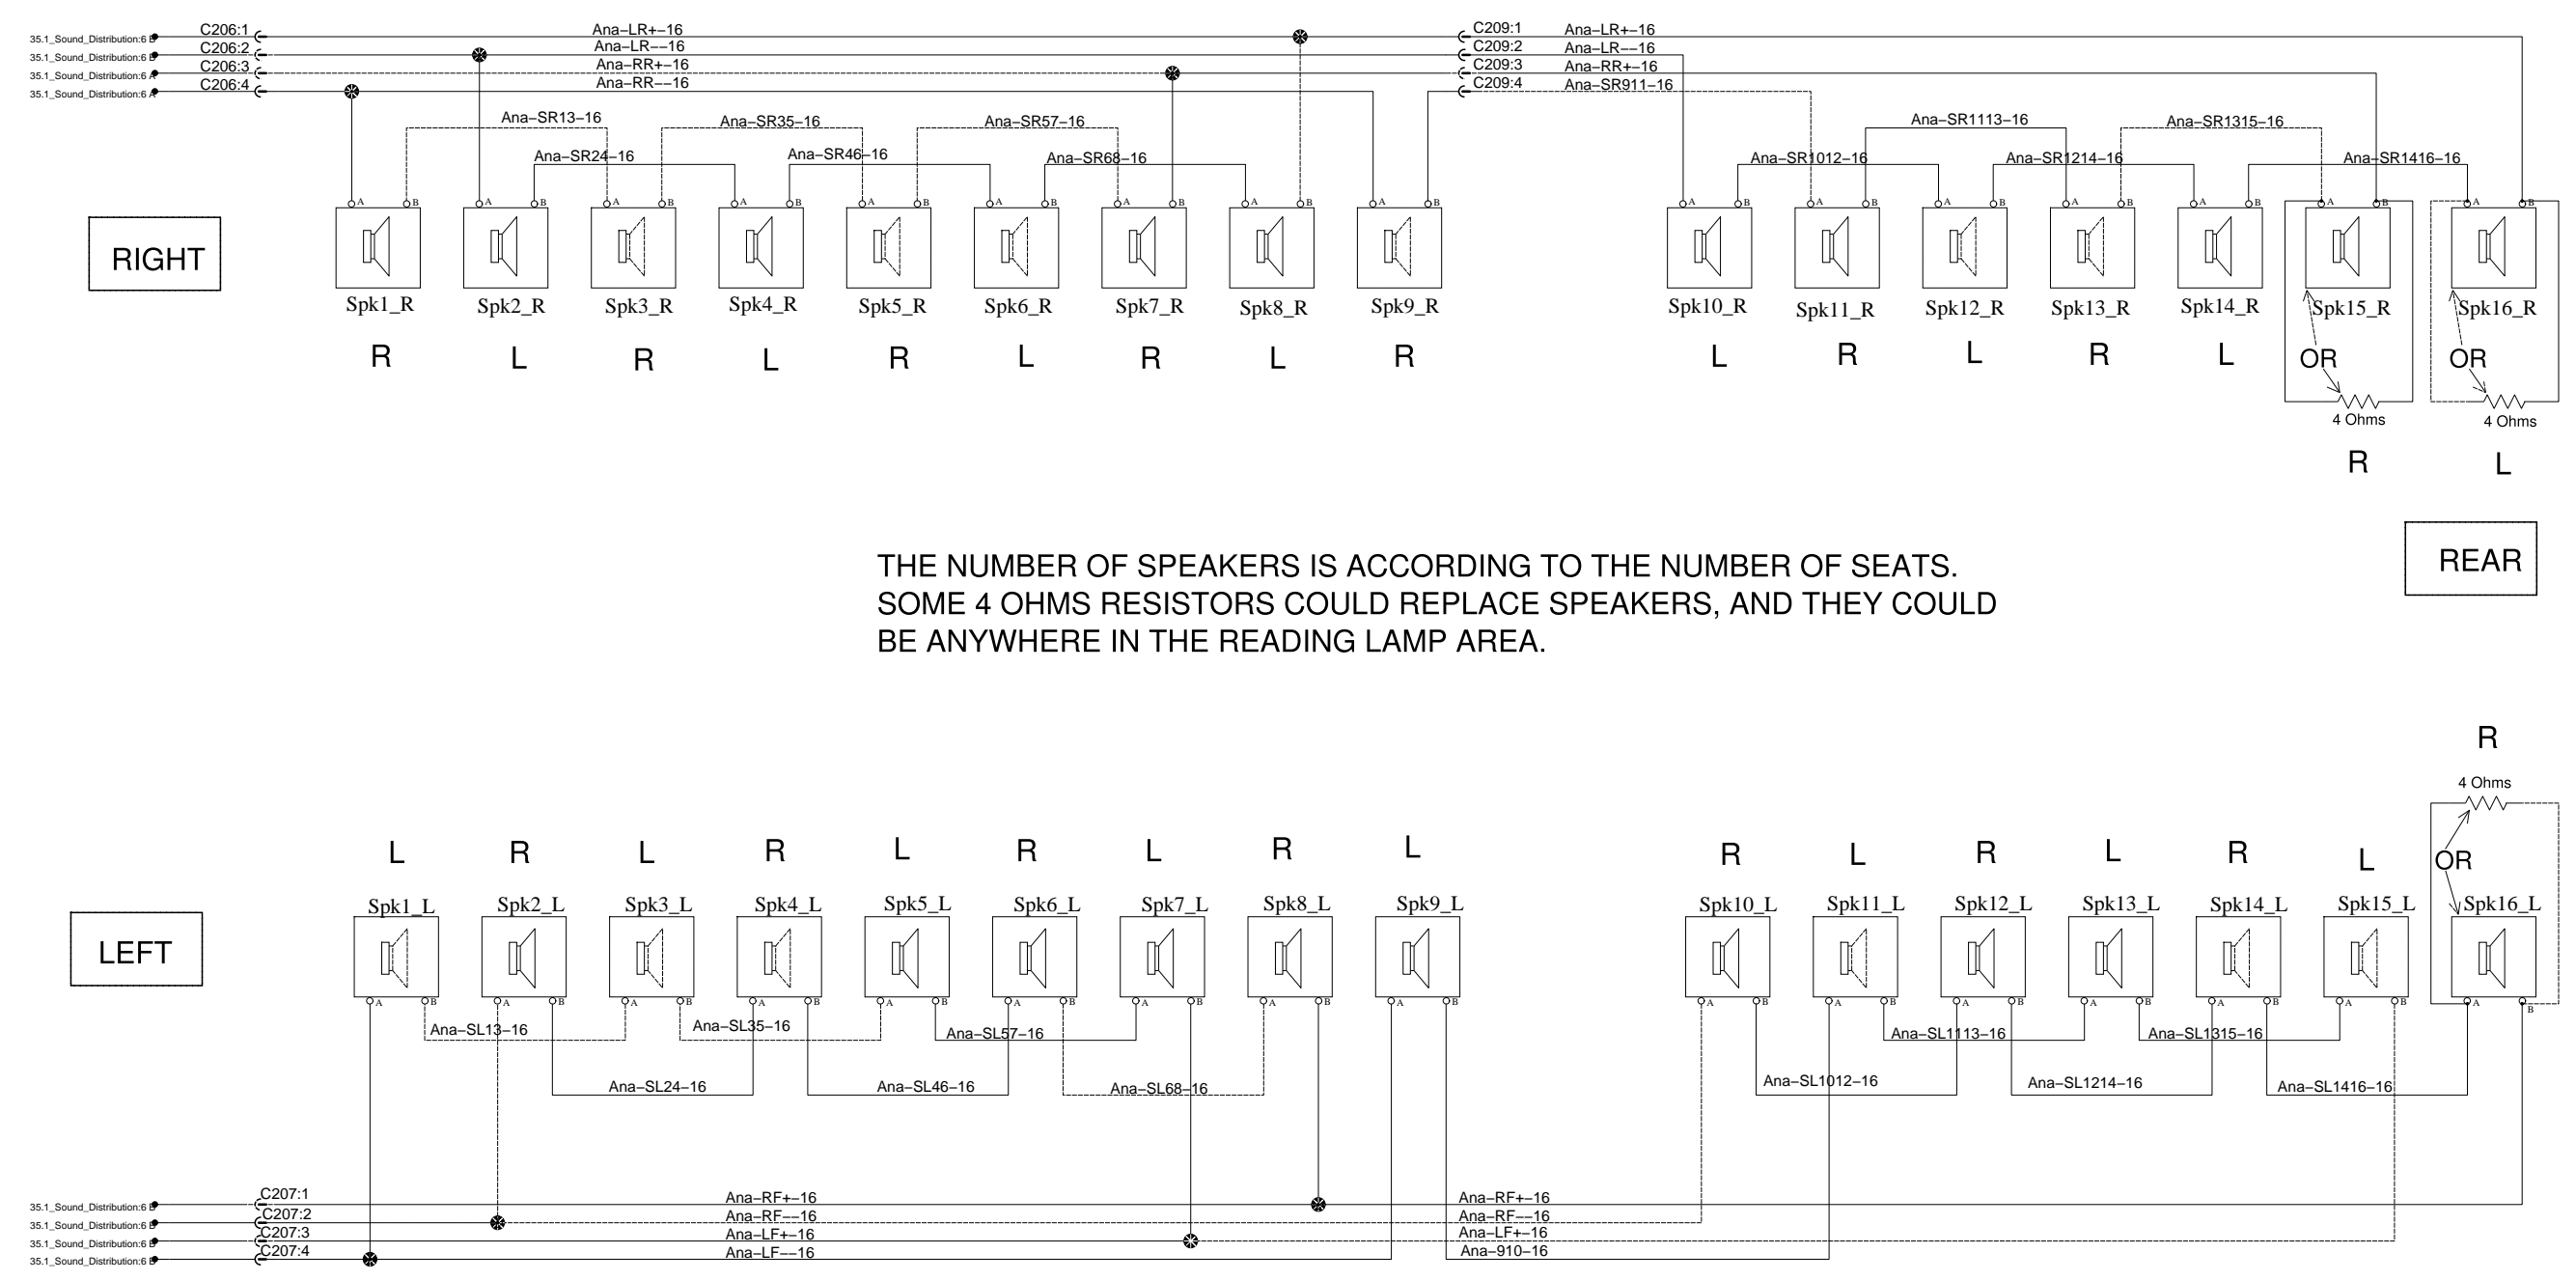 C206:1 Ana–LR+–16 C209:1 Ana–LR+–16
35.1_Sound_Distribution:6 B
C206:2 Ana–LR-–16 C209:2 Ana–LR-–16
35.1_Sound_Distribution:6 B
C206:3 Ana–RR+–16 C209:3 Ana–RR+–16
35.1_Sound_Distribution:6 A
C206:4 Ana–RR-–16 C209:4 Ana–SR911–16
35.1_Sound_Distribution:6 A
Ana–SR13–16 Ana–SR35–16 Ana–SR57–16 Ana–SR1113–16 Ana–SR1315–16
Ana–SR24–16 Ana–SR46–16 Ana–SR68–16 Ana–SR1012–16 Ana–SR1214–16 Ana–SR1416–16
A B A B A B A B A B A B A B A B A B A B A B A B A B A B A B A B
RIGHT
Spk1_R Spk2_R Spk3_R Spk4_R Spk5_R Spk6_R Spk7_R Spk8_R Spk9_R Spk10_R Spk11_R Spk12_R Spk13_R Spk14_R Spk15_R Spk16_R
R L R L R L R L R L R L R L OR OR
4 Ohms 4 Ohms
R L
REAR
THE NUMBER OF SPEAKERS IS ACCORDING TO THE NUMBER OF SEATS.
SOME 4 OHMS RESISTORS COULD REPLACE SPEAKERS, AND THEY COULD
BE ANYWHERE IN THE READING LAMP AREA.
R
4 Ohms
L R L R L R L R L R L R L R L OR
Spk1_L Spk2_L Spk3_L Spk4_L Spk5_L Spk6_L Spk7_L Spk8_L Spk9_L Spk10_L Spk11_L Spk12_L Spk13_L Spk14_L Spk15_L Spk16_L
LEFT
A B A B A B A B A B A B A B A B A B A B A B A B A B A B A B A B
Ana–SL13–16 Ana–SL35–16 Ana–SL57–16 Ana–SL1113–16 Ana–SL1315–16
Ana–SL24–16 Ana–SL46–16 Ana–SL68–16 Ana–SL1012–16 Ana–SL1214–16 Ana–SL1416–16
C207:1 Ana–RF+–16 Ana–RF+–16
35.1_Sound_Distribution:6 B
C207:2 Ana–RF-–16 Ana–RF-–16
35.1_Sound_Distribution:6 B
C207:3 Ana–LF+–16 Ana–LF+–16
35.1_Sound_Distribution:6 B
C207:4 Ana–LF-–16 Ana–910–16
35.1_Sound_Distribution:6 B